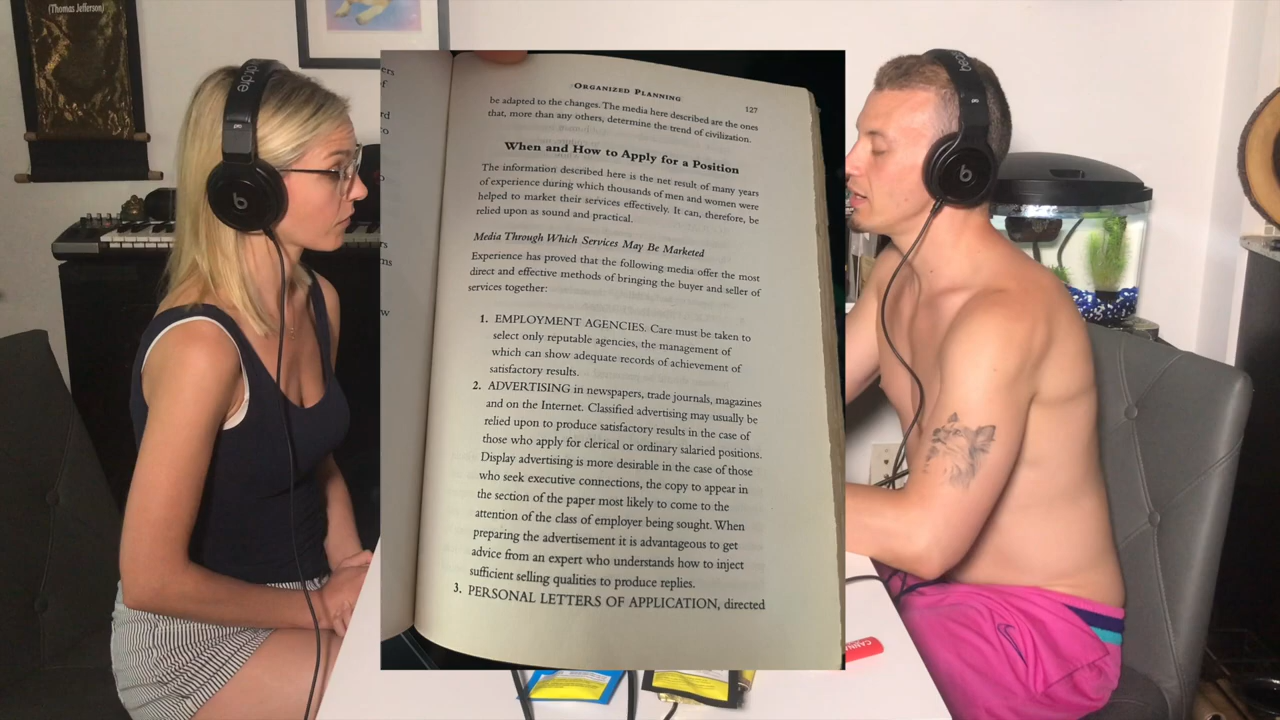 (Thomas Jefferson)
ORGANIZED PLANNING
127
be adapted to the changes. The media here described are the ones
that, more than any others, determine the trend of civilization.
When and How to Apply for a Position
The information described here is the net result of many years
of experience during which thousands of men and women were
helped to market their services effectively. It can, therefore, be
relied upon as sound and practical.
Media Through Which Services May Be Marketed
Experience has proved that the following media offer the most
direct and effective methods of bringing the buyer and seller of
services together:
1. EMPLOYMENT AGENCIES. Care must be taken to
select only reputable agencies, the management of
which can show adequate records of achievement of
satisfactory results.
2. ADVERTISING in newspapers, trade journals, magazines
and on the Internet. Classified advertising may usually be
relied upon to produce satisfactory results in the case of
those who apply for clerical or ordinary salaried positions.
Display advertising is more desirable in the case of those
who seek executive connections, the copy to appear in
the section of the paper most likely to come to the
attention of the class of employer being sought. When
preparing the advertisement it is advantageous to get
advice from an expert who understands how to inject
sufficient selling qualities to produce replies.
3. PERSONAL LETTERS OF APPLICATION, directed